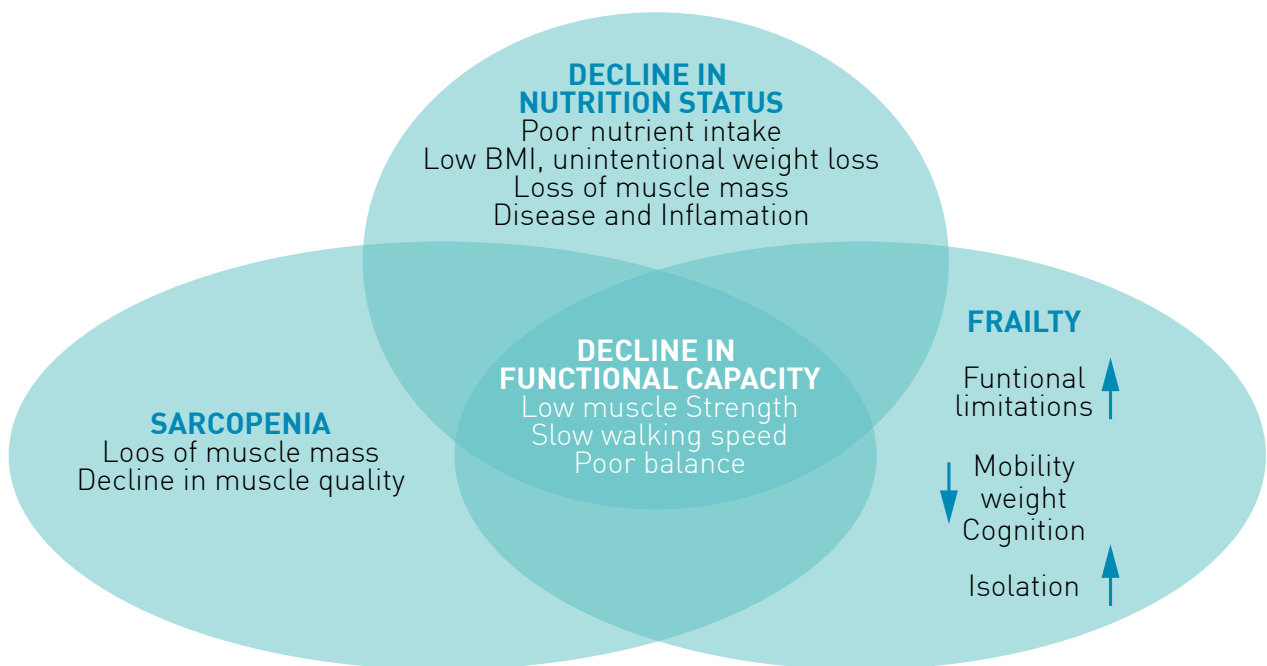 DECLINE IN
NUTRITION STATUS
Poor nutrient intake
Low BMI, unintentional weight loss
Loss of muscle mass
Disease and Inflamation
SARCOPENIA
Loos of muscle mass
Decline in muscle quality
DECLINE IN
FUNCTIONAL CAPACITY
Low muscle Strength
Slow walking speed
Poor balance
FRAILTY
Funtional
limitations
Mobility
weight
Cognition
Isolation